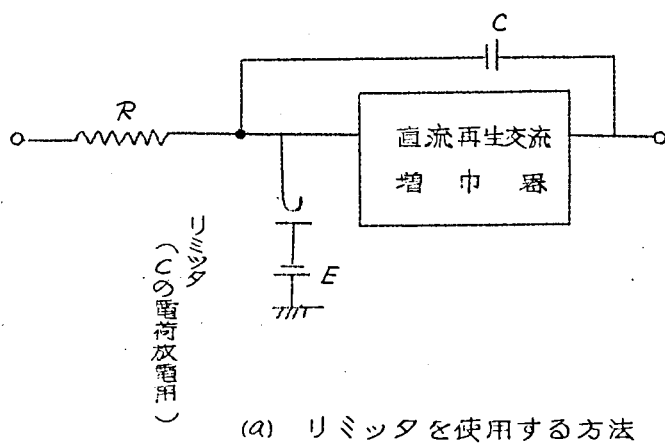 C
R
直流再生交流
増巾器
リミッタ
(Cの電荷放電用)
E
(a) リミッタを使用する方法